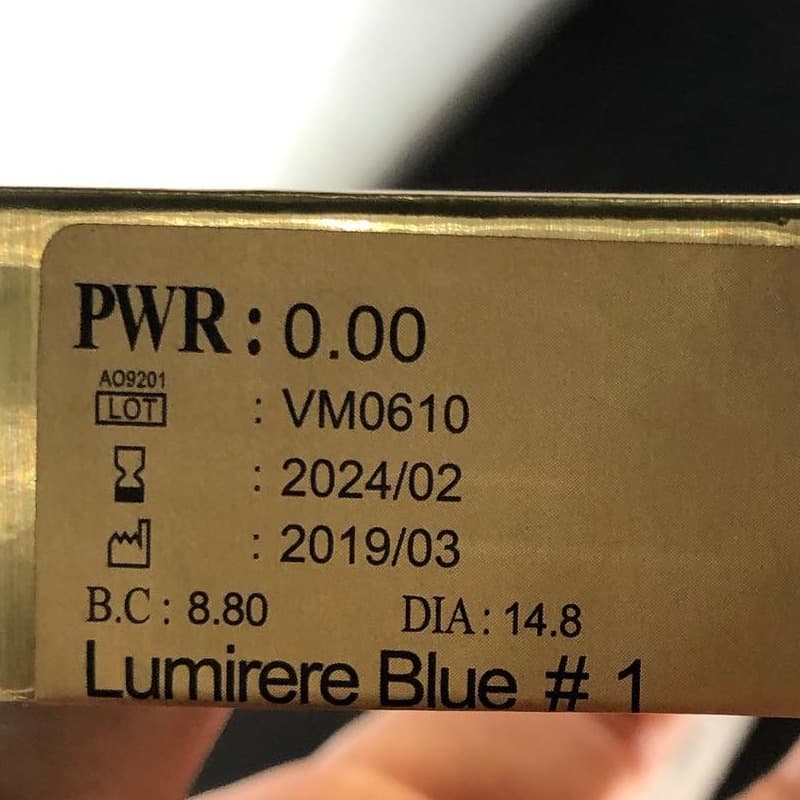 PWR: 0.00
AO9201
LOT : VM0610
: 2024/02
: 2019/03
B.C : 8.80 DIA : 14.8
Lumirere Blue # 1